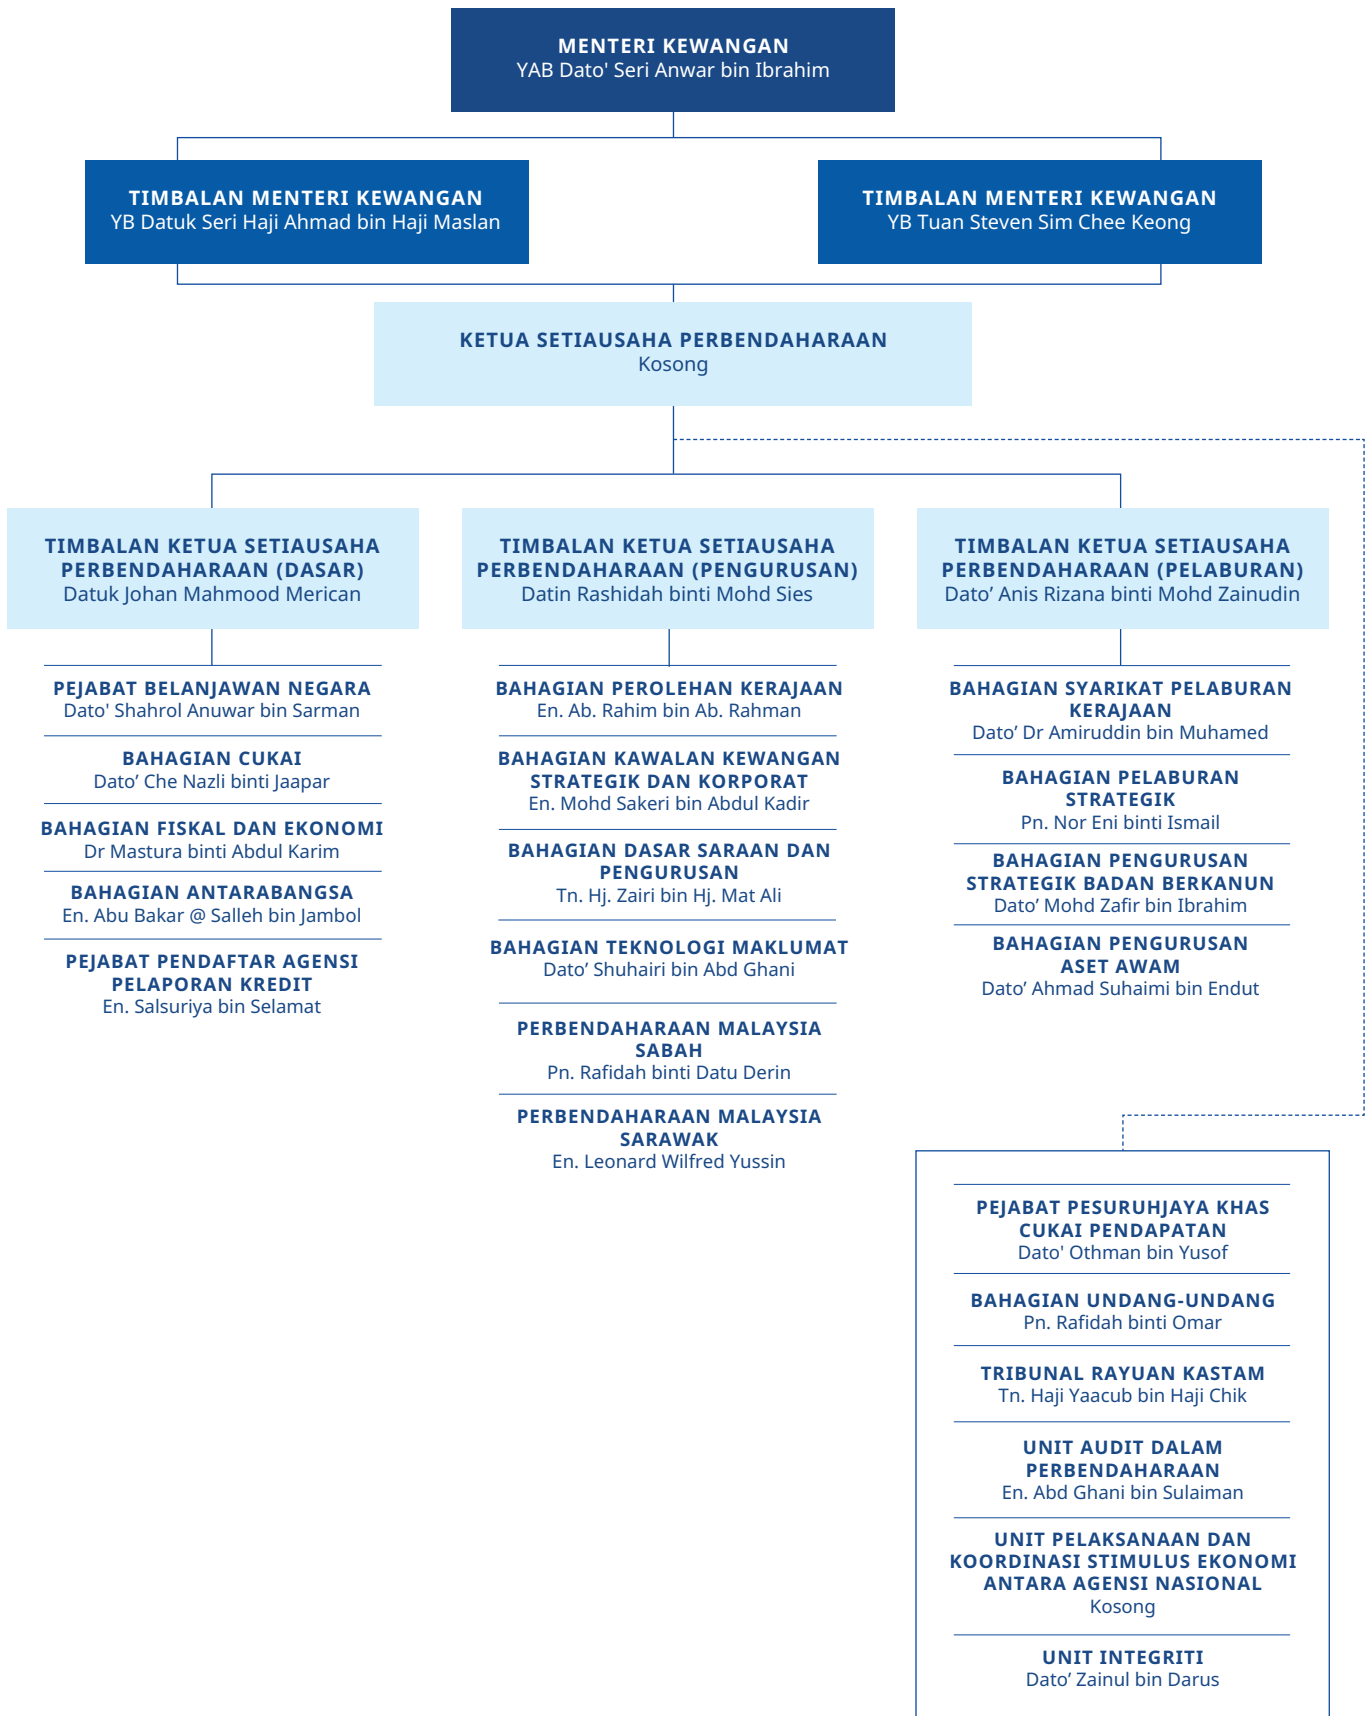 MENTERI KEWANGAN
YAB Dato' Seri Anwar bin Ibrahim
TIMBALAN MENTERI KEWANGAN
YB Datuk Seri Haji Ahmad bin Haji Maslan
TIMBALAN MENTERI KEWANGAN
YB Tuan Steven Sim Chee Keong
KETUA SETIAUSAHA PERBENDAHARAAN
Kosong
TIMBALAN KETUA SETIAUSAHA
PERBENDAHARAAN (DASAR)
Datuk Johan Mahmood Merican
PEJABAT BELANJAWAN NEGARA
Dato' Shahrol Anuwar bin Sarman
BAHAGIAN CUKAI
Dato’ Che Nazli binti Jaapar
BAHAGIAN FISKAL DAN EKONOMI
Dr Mastura binti Abdul Karim
BAHAGIAN ANTARABANGSA
En. Abu Bakar @ Salleh bin Jambol
PEJABAT PENDAFTAR AGENSI
PELAPORAN KREDIT
En. Salsuriya bin Selamat
TIMBALAN KETUA SETIAUSAHA
PERBENDAHARAAN (PENGURUSAN)
Datin Rashidah binti Mohd Sies
BAHAGIAN PEROLEHAN KERAJAAN
En. Ab. Rahim bin Ab. Rahman
BAHAGIAN KAWALAN KEWANGAN
STRATEGIK DAN KORPORAT
En. Mohd Sakeri bin Abdul Kadir
BAHAGIAN DASAR SARAAN DAN
PENGURUSAN
Tn. Hj. Zairi bin Hj. Mat Ali
BAHAGIAN TEKNOLOGI MAKLUMAT
Dato’ Shuhairi bin Abd Ghani
PERBENDAHARAAN MALAYSIA
SABAH
Pn. Rafidah binti Datu Derin
PERBENDAHARAAN MALAYSIA
SARAWAK
En. Leonard Wilfred Yussin
TIMBALAN KETUA SETIAUSAHA
PERBENDAHARAAN (PELABURAN)
Dato’ Anis Rizana binti Mohd Zainudin
BAHAGIAN SYARIKAT PELABURAN
KERAJAAN
Dato’ Dr Amiruddin bin Muhamed
BAHAGIAN PELABURAN
STRATEGIK
Pn. Nor Eni binti Ismail
BAHAGIAN PENGURUSAN
STRATEGIK BADAN BERKANUN
Dato’ Mohd Zafir bin Ibrahim
BAHAGIAN PENGURUSAN
ASET AWAM
Dato’ Ahmad Suhaimi bin Endut
PEJABAT PESURUHJAYA KHAS
CUKAI PENDAPATAN
Dato' Othman bin Yusof
BAHAGIAN UNDANG-UNDANG
Pn. Rafidah binti Omar
TRIBUNAL RAYUAN KASTAM
Tn. Haji Yaacub bin Haji Chik
UNIT AUDIT DALAM
PERBENDAHARAAN
En. Abd Ghani bin Sulaiman
UNIT PELAKSANAAN DAN
KOORDINASI STIMULUS EKONOMI
ANTARA AGENSI NASIONAL
Kosong
UNIT INTEGRITI
Dato’ Zainul bin Darus